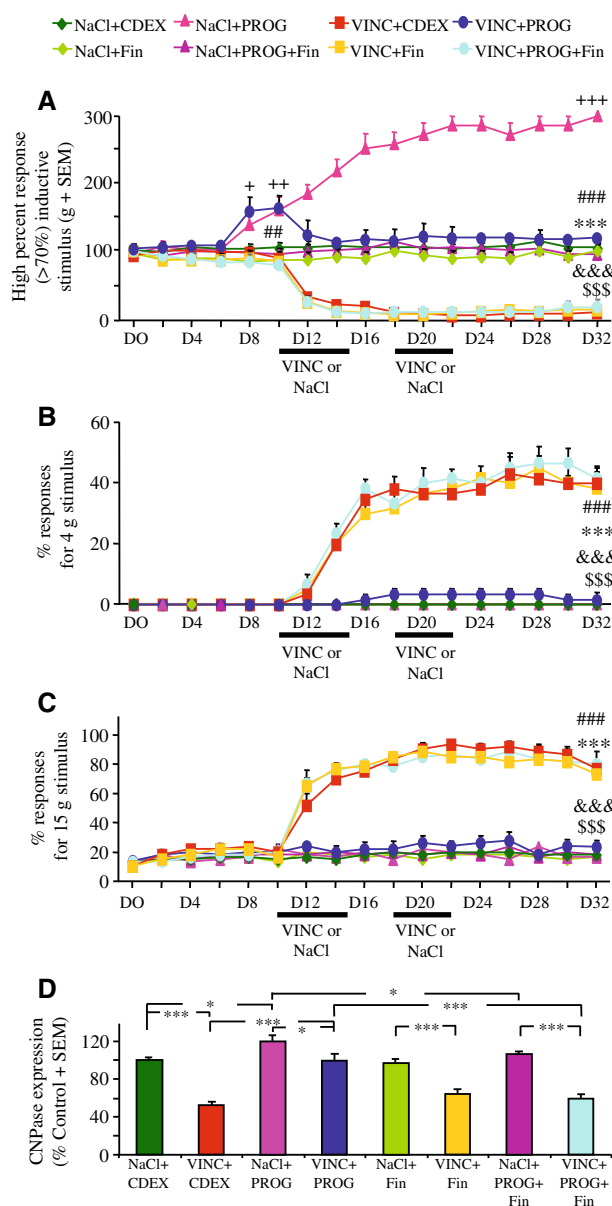 NaCl+CDEX NaCl+PROG VINC+CDEX VINC+PROG
NaCl+Fin NaCl+PROG+Fin VINC+Fin VINC+PROG+Fin
A
High percent response
(>70%) inductive
stimulus (g + SEM)
300
200
100
0
+
++
##
+++
###
***
&&&
$$$
DO D4 D8 D12 D16 D20 D24 D28 D32
VINC or
NaCl
VINC or
NaCl
B
% responses
for 4 g stimulus
60
40
20
0
###
***
&&&
$$$
DO D4 D8 D12 D16 D20 D24 D28 D32
VINC or
NaCl
VINC or
NaCl
C
% responses
for 15 g stimulus
100
80
60
40
20
0
###
***
&&&
$$$
DO D4 D8 D12 D16 D20 D24 D28 D32
VINC or
NaCl
VINC or
NaCl
D
CNPase expression
(% Control + SEM)
120
80
40
0
* *
*** *** ***
* *** ***
NaCl+
CDEX
VINC+
CDEX
NaCl+
PROG
VINC+
PROG
NaCl+
Fin
VINC+
Fin
NaCl+
PROG+
Fin
VINC+
PROG+
Fin